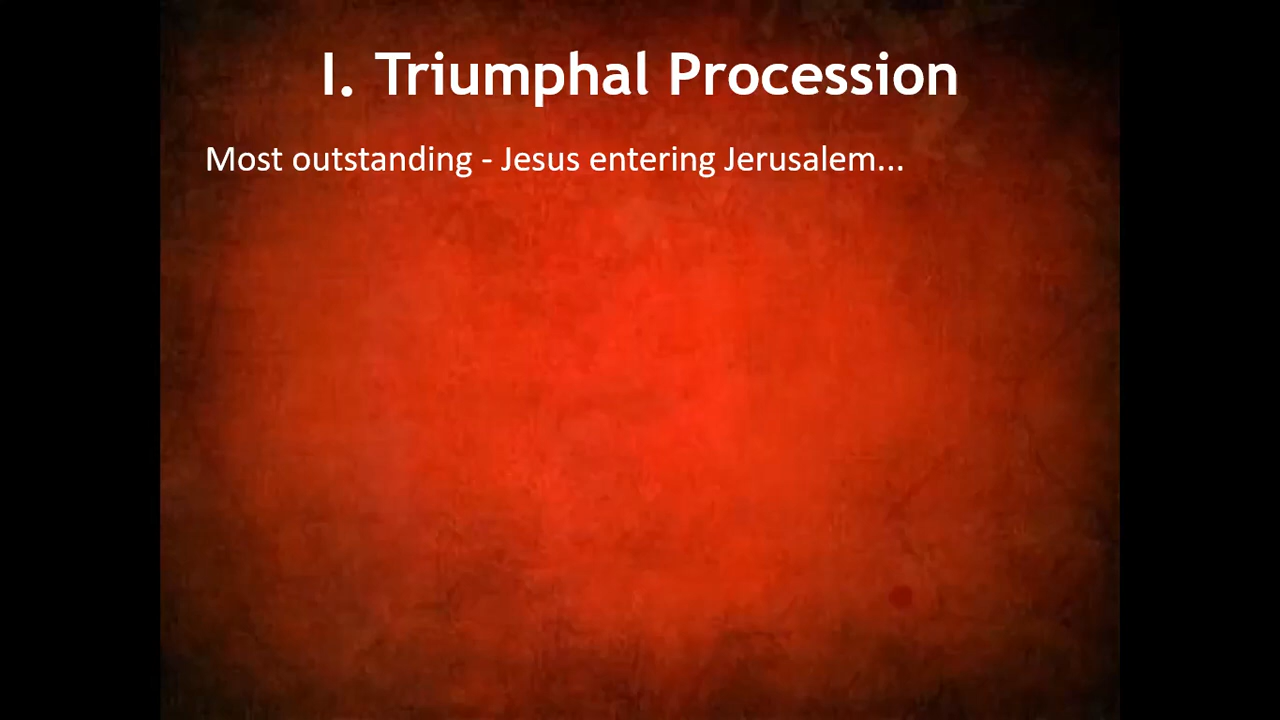 I. Triumphal Procession
Most outstanding - Jesus entering Jerusalem...